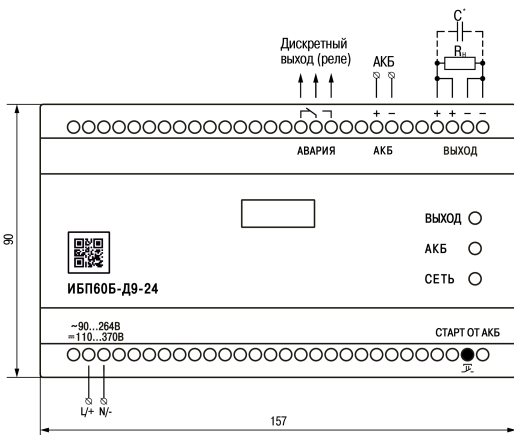 C*
Rн
Дискретный
выход (реле)
АКБ
+ −
+ + − −
АВАРИЯ
АКБ
ВЫХОД
90
ВЫХОД
АКБ
СЕТЬ
ИБП60Б-Д9-24
~90...264В
=110...370В
СТАРТ ОТ АКБ
L/+ N/-
157